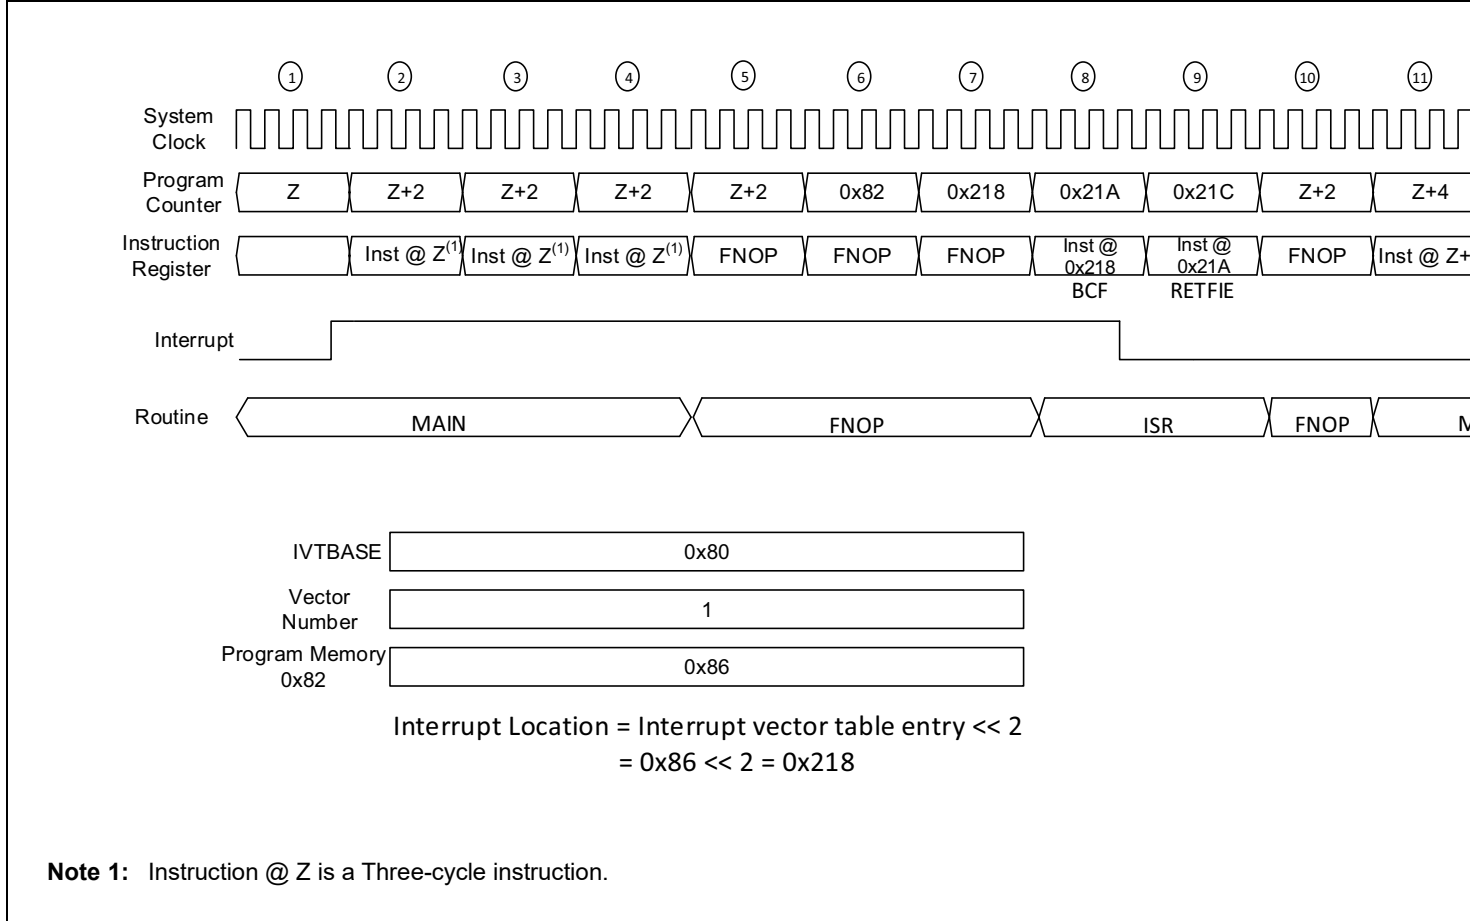 1 2 3 4 5 6 7 8 9 10 11
System
Clock
Program
Counter
Z Z+2 Z+2 Z+2 Z+2 0x82 0x218 0x21A 0x21C Z+2 Z+4
Instruction
Register
Inst @ Z(1) Inst @ Z(1) Inst @ Z(1) FNOP FNOP FNOP Inst @ 0x218 Inst @ 0x21A FNOP Inst @ Z+
BCF RETFIE
Interrupt
Routine
MAIN FNOP ISR FNOP M
IVTBASE 0x80
Vector
Number
1
Program Memory
0x82
0x86
Interrupt Location = Interrupt vector table entry << 2
= 0x86 << 2 = 0x218
Note 1: Instruction @ Z is a Three-cycle instruction.